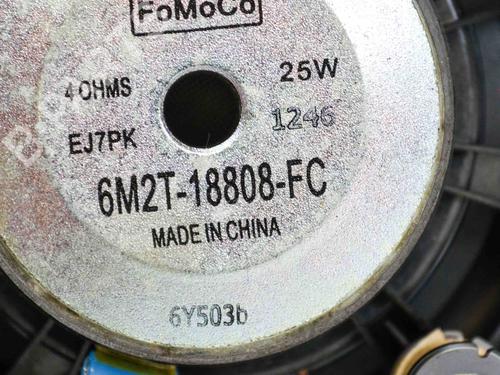 FoMoCo
4 OHMS 25W
EJ7PK 1246
6M2T-18808-FC
MADE IN CHINA
6Y503b